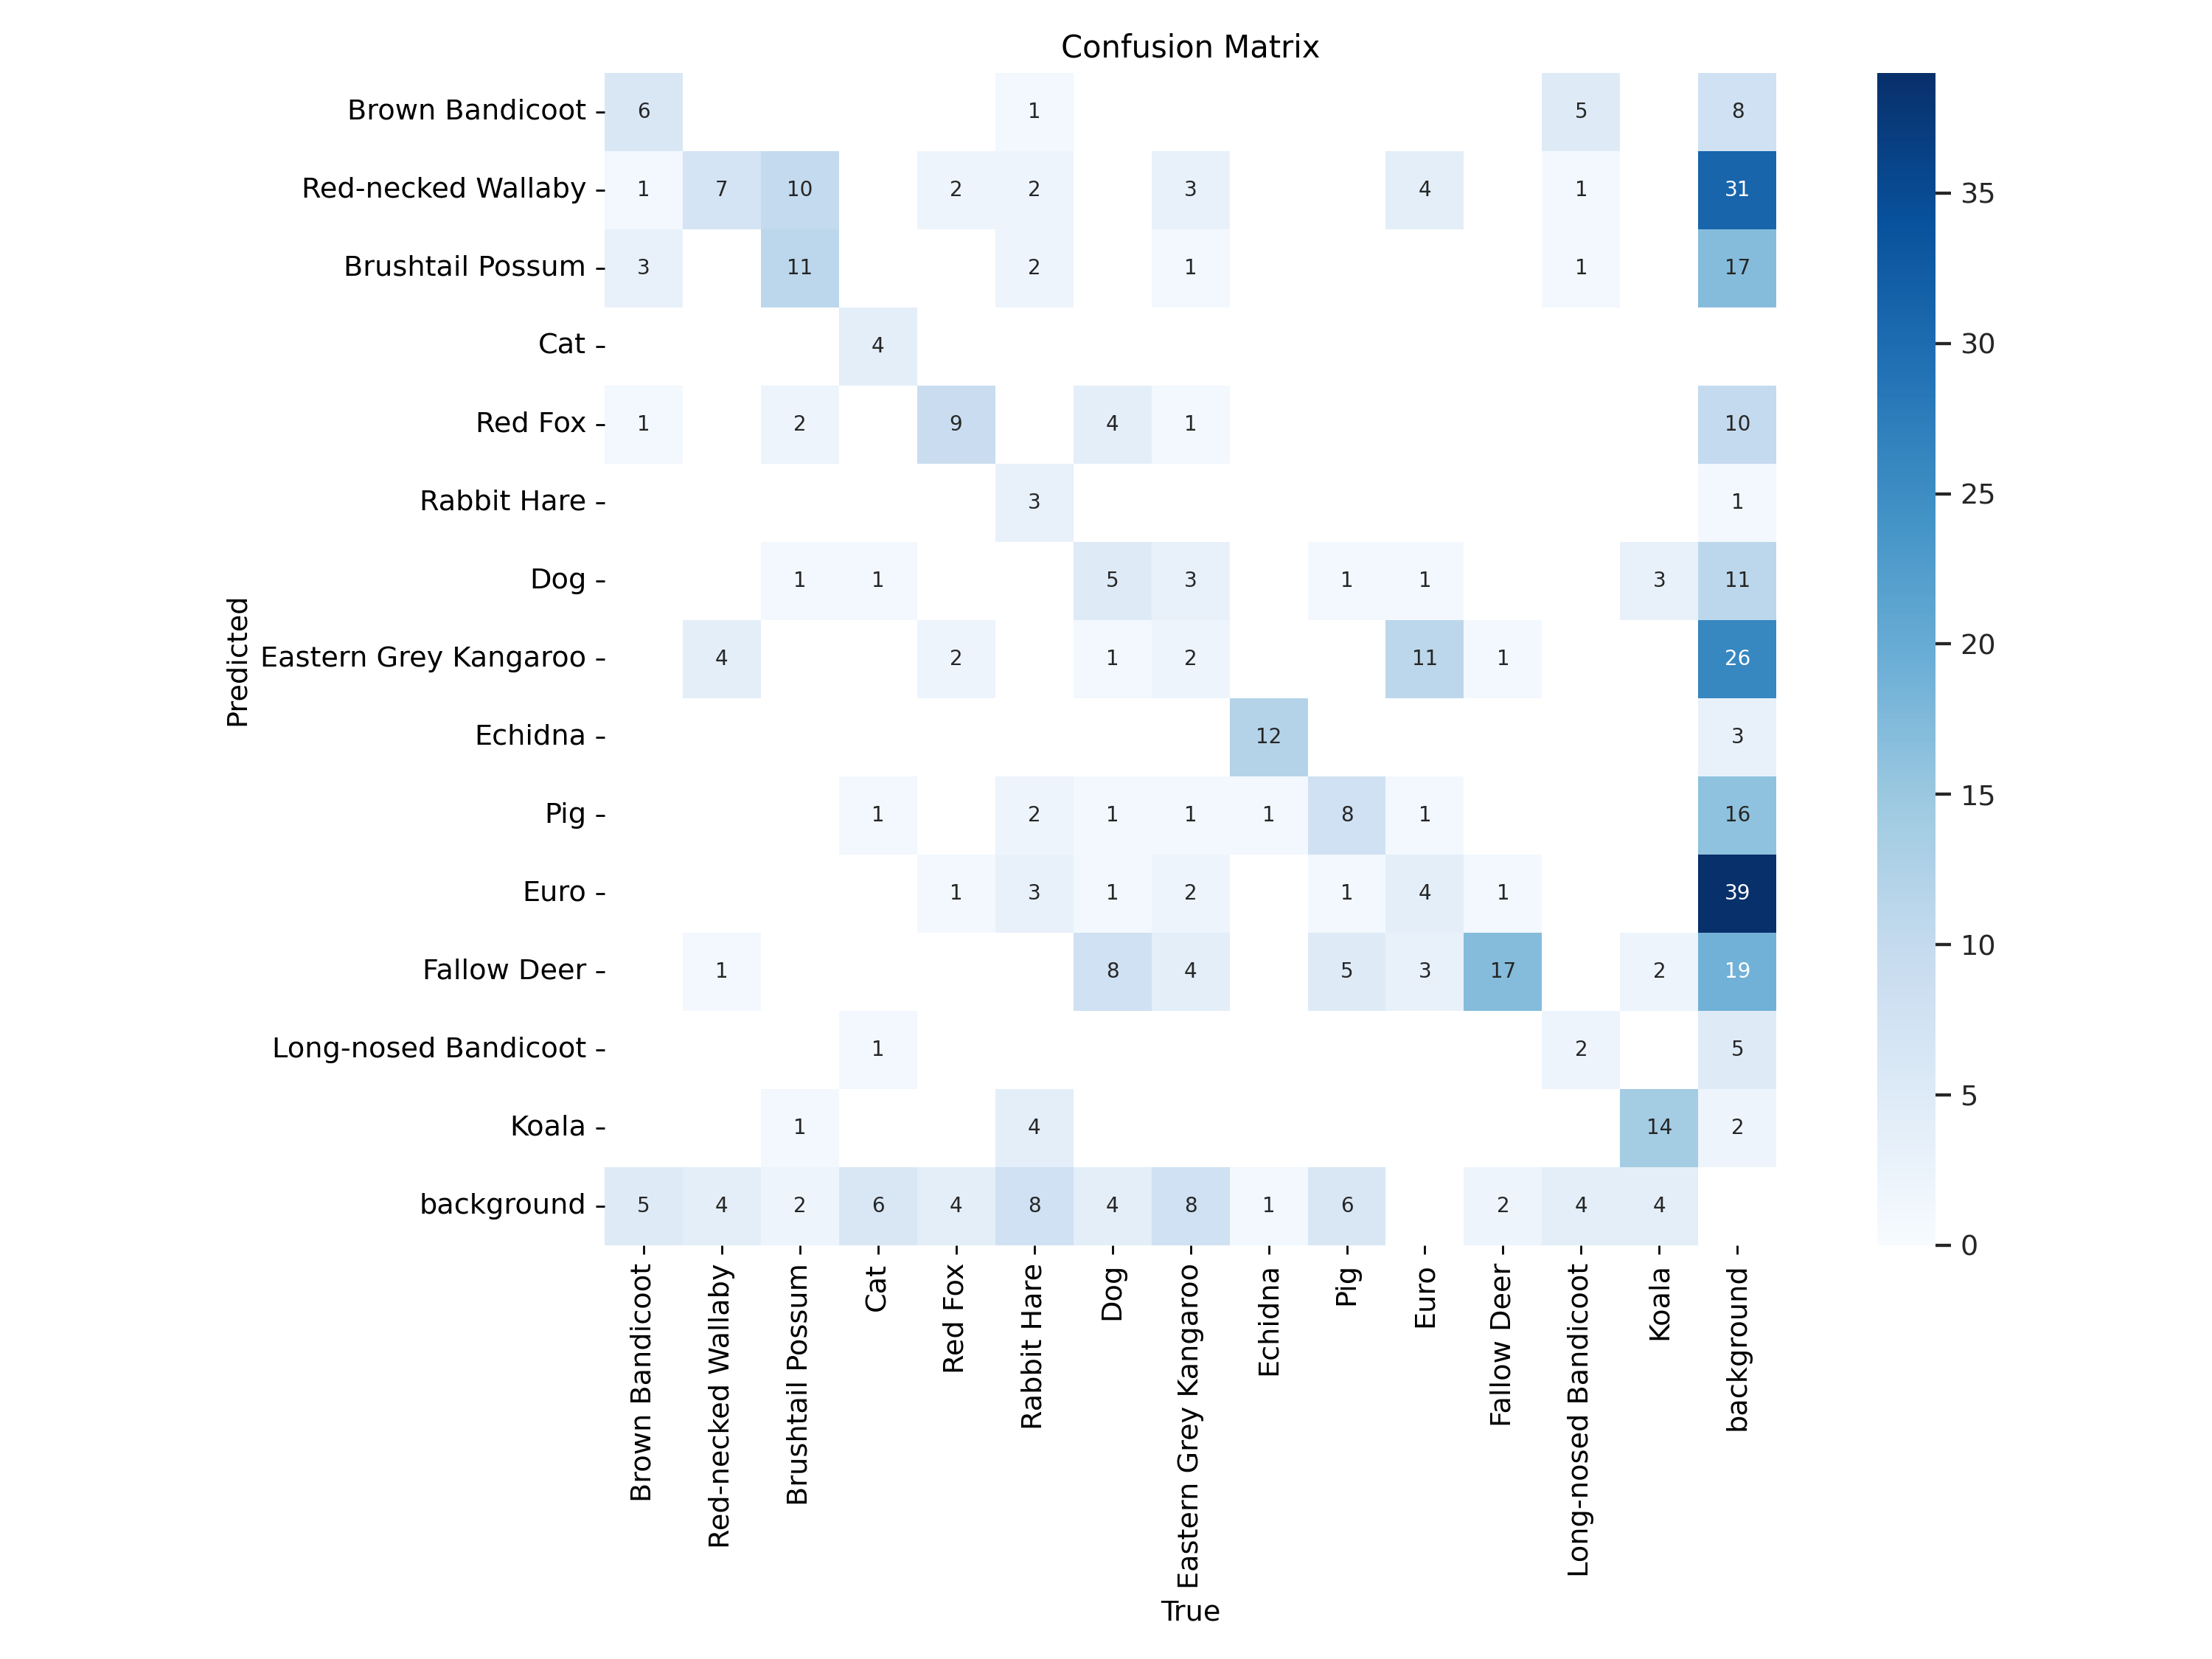 Confusion Matrix
Brown Bandicoot 6 1 5 8
Red-necked Wallaby 1 7 10 2 2 3 4 1 31
Brushtail Possum 3 11 2 1 1 17
Cat 4
Red Fox 1 2 9 4 1 10
Rabbit Hare 3 1
Dog 1 1 5 3 1 1 3 11
Eastern Grey Kangaroo 4 2 1 2 11 1 26
Echidna 12 3
Pig 1 2 1 1 1 8 1 16
Euro 1 3 1 2 1 4 1 39
Fallow Deer 1 8 4 5 3 17 2 19
Long-nosed Bandicoot 1 2 5
Koala 1 4 14 2
background 5 4 2 6 4 8 4 8 1 6 2 4 4
Predicted
Brown Bandicoot
Red-necked Wallaby
Brushtail Possum
Cat
Red Fox
Rabbit Hare
Dog
Eastern Grey Kangaroo
Echidna
Pig
Euro
Fallow Deer
Long-nosed Bandicoot
Koala
background
True
35
30
25
20
15
10
5
0